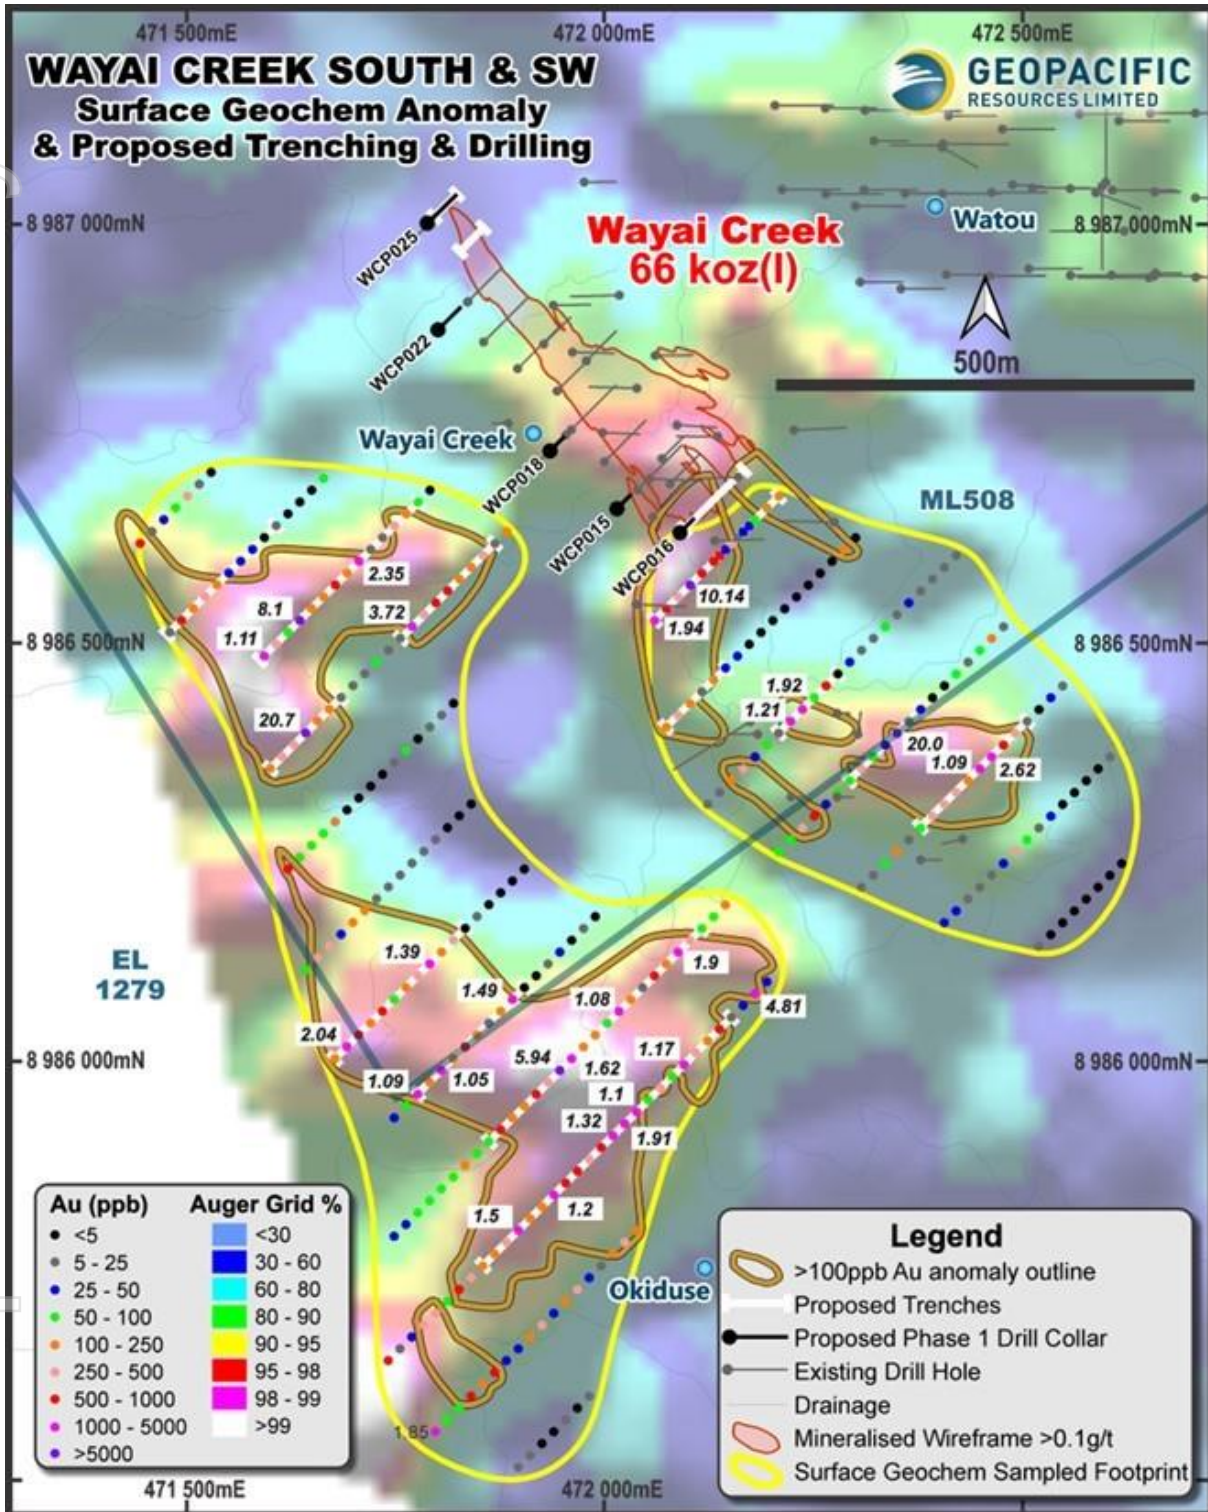 471 500mE
472 000mE
472 500mE
WAYAI CREEK SOUTH & SW
Surface Geochem Anomaly
& Proposed Trenching & Drilling
GEOPACIFIC
RESOURCES LIMITED
8 987 000mN
Watou
8 987 000mN
WCP025
Wayai Creek
66 koz(I)
WCP022
500m
Wayai Creek
WCP018
WCP015
WCP016
ML508
2.35
8.1
3.72
1.11
10.14
1.94
8 986 500mN
8 986 500mN
1.92
1.21
20.7
20.0
1.09
2.62
EL
1279
1.39
1.9
1.49
1.08
4.81
2.04
8 986 000mN
1.17
8 986 000mN
5.94
1.62
1.09
1.05
1.1
1.32
1.91
1.5
1.2
Okiduse
1.85
Au (ppb)
<5
5 - 25
25 - 50
50 - 100
100 - 250
250 - 500
500 - 1000
1000 - 5000
>5000
Auger Grid %
<30
30 - 60
60 - 80
80 - 90
90 - 95
95 - 98
98 - 99
>99
Legend
>100ppb Au anomaly outline
Proposed Trenches
Proposed Phase 1 Drill Collar
Existing Drill Hole
Drainage
Mineralised Wireframe >0.1g/t
Surface Geochem Sampled Footprint
471 500mE
472 000mE